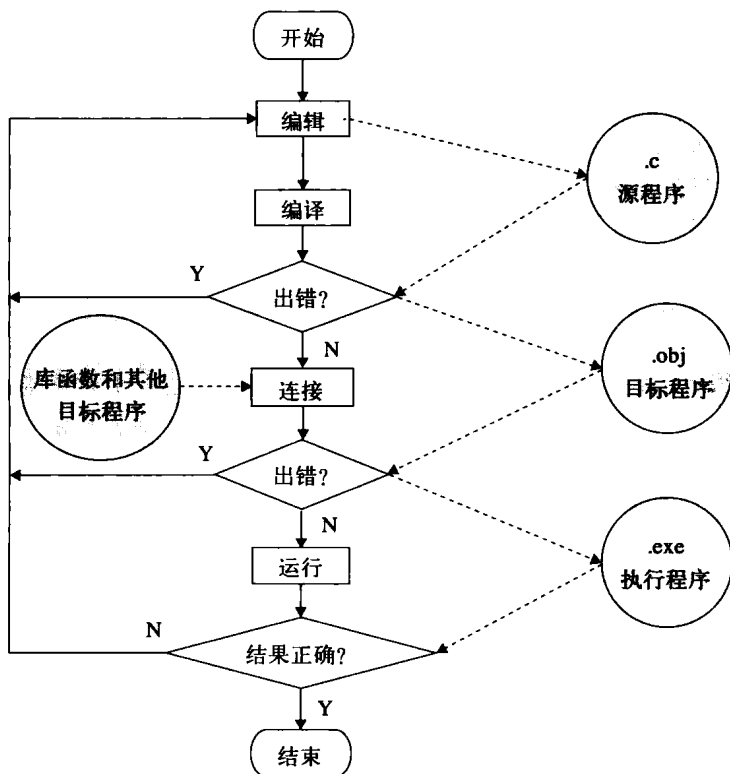 开始
编辑
.c
源程序
编译
Y
出错?
N
库函数和其他
目标程序
连接
.obj
目标程序
Y
出错?
N
运行
.exe
执行程序
N
结果正确?
Y
结束